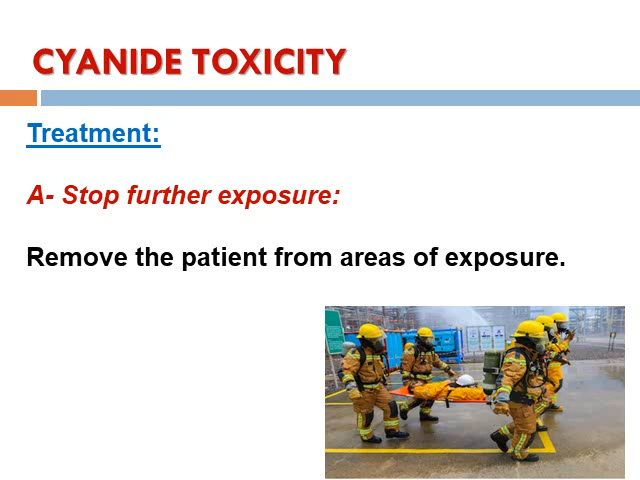 CYANIDE TOXICITY
Treatment:
A- Stop further exposure:
Remove the patient from areas of exposure.